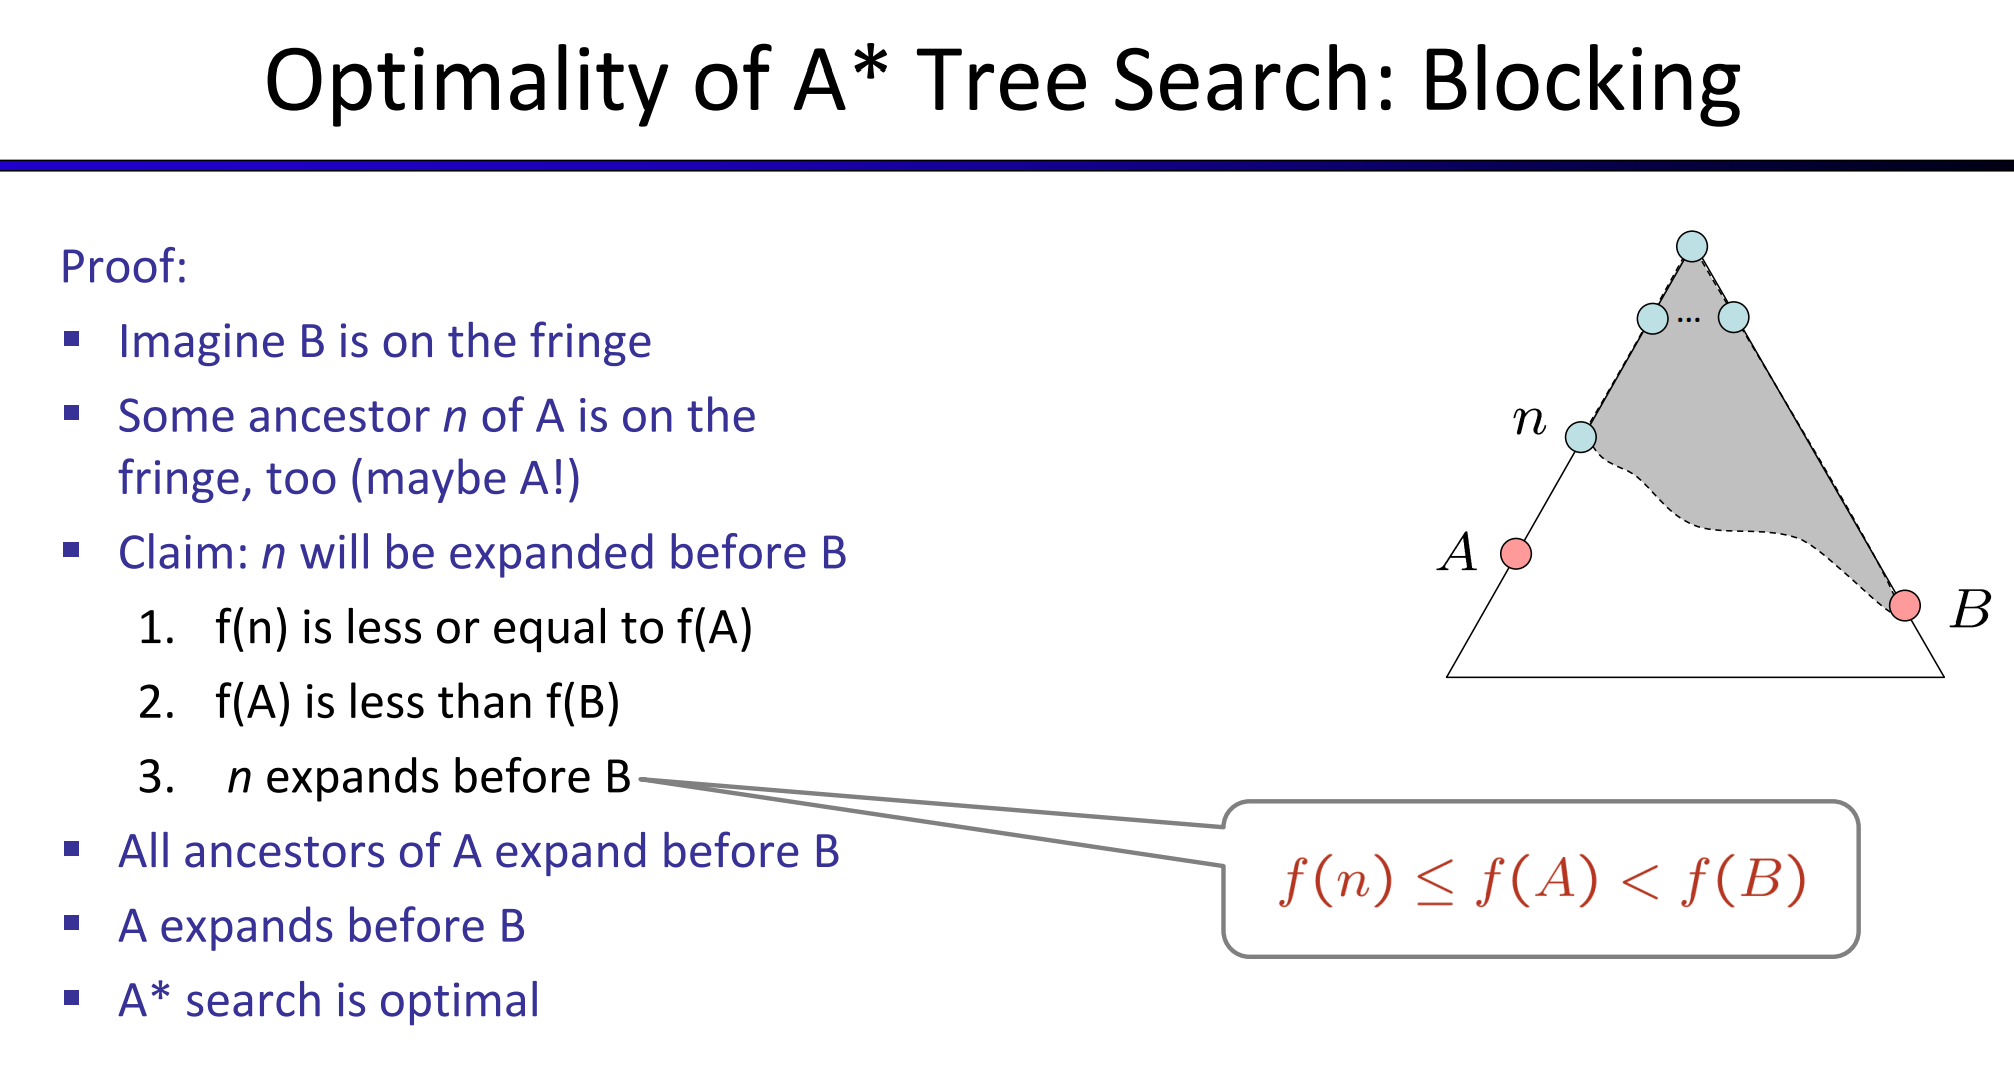 Optimality of A* Tree Search: Blocking
Proof:
▪ Imagine B is on the fringe
▪ Some ancestor n of A is on the
fringe, too (maybe A!)
▪ Claim: n will be expanded before B
1. f(n) is less or equal to f(A)
2. f(A) is less than f(B)
3. n expands before B
▪ All ancestors of A expand before B
▪ A expands before B
▪ A* search is optimal
...
n
A
B
f(n) ≤ f(A) < f(B)